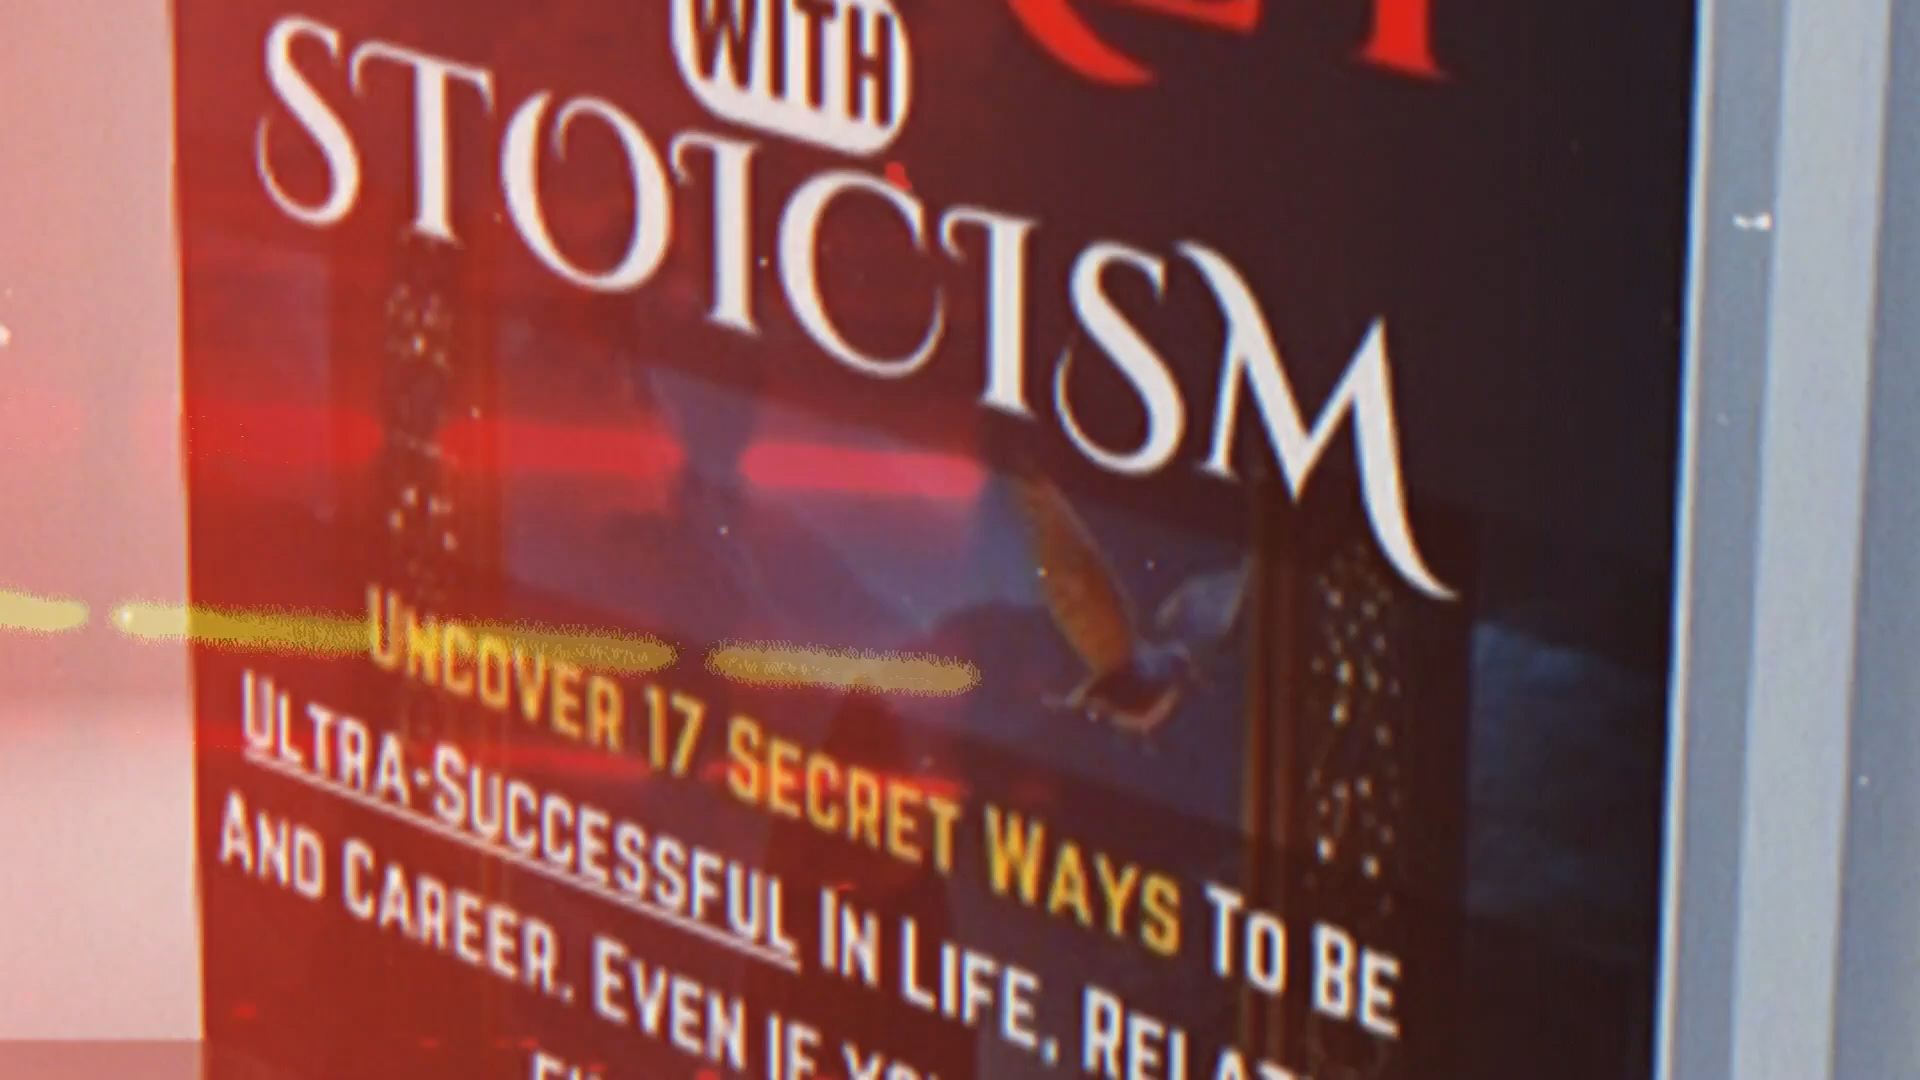 WITH
STOICISM
UNCOVER 17 SECRET WAYS TO BE
ULTRA-SUCCESSFUL IN LIFE,
AND CAREER. EVEN IF